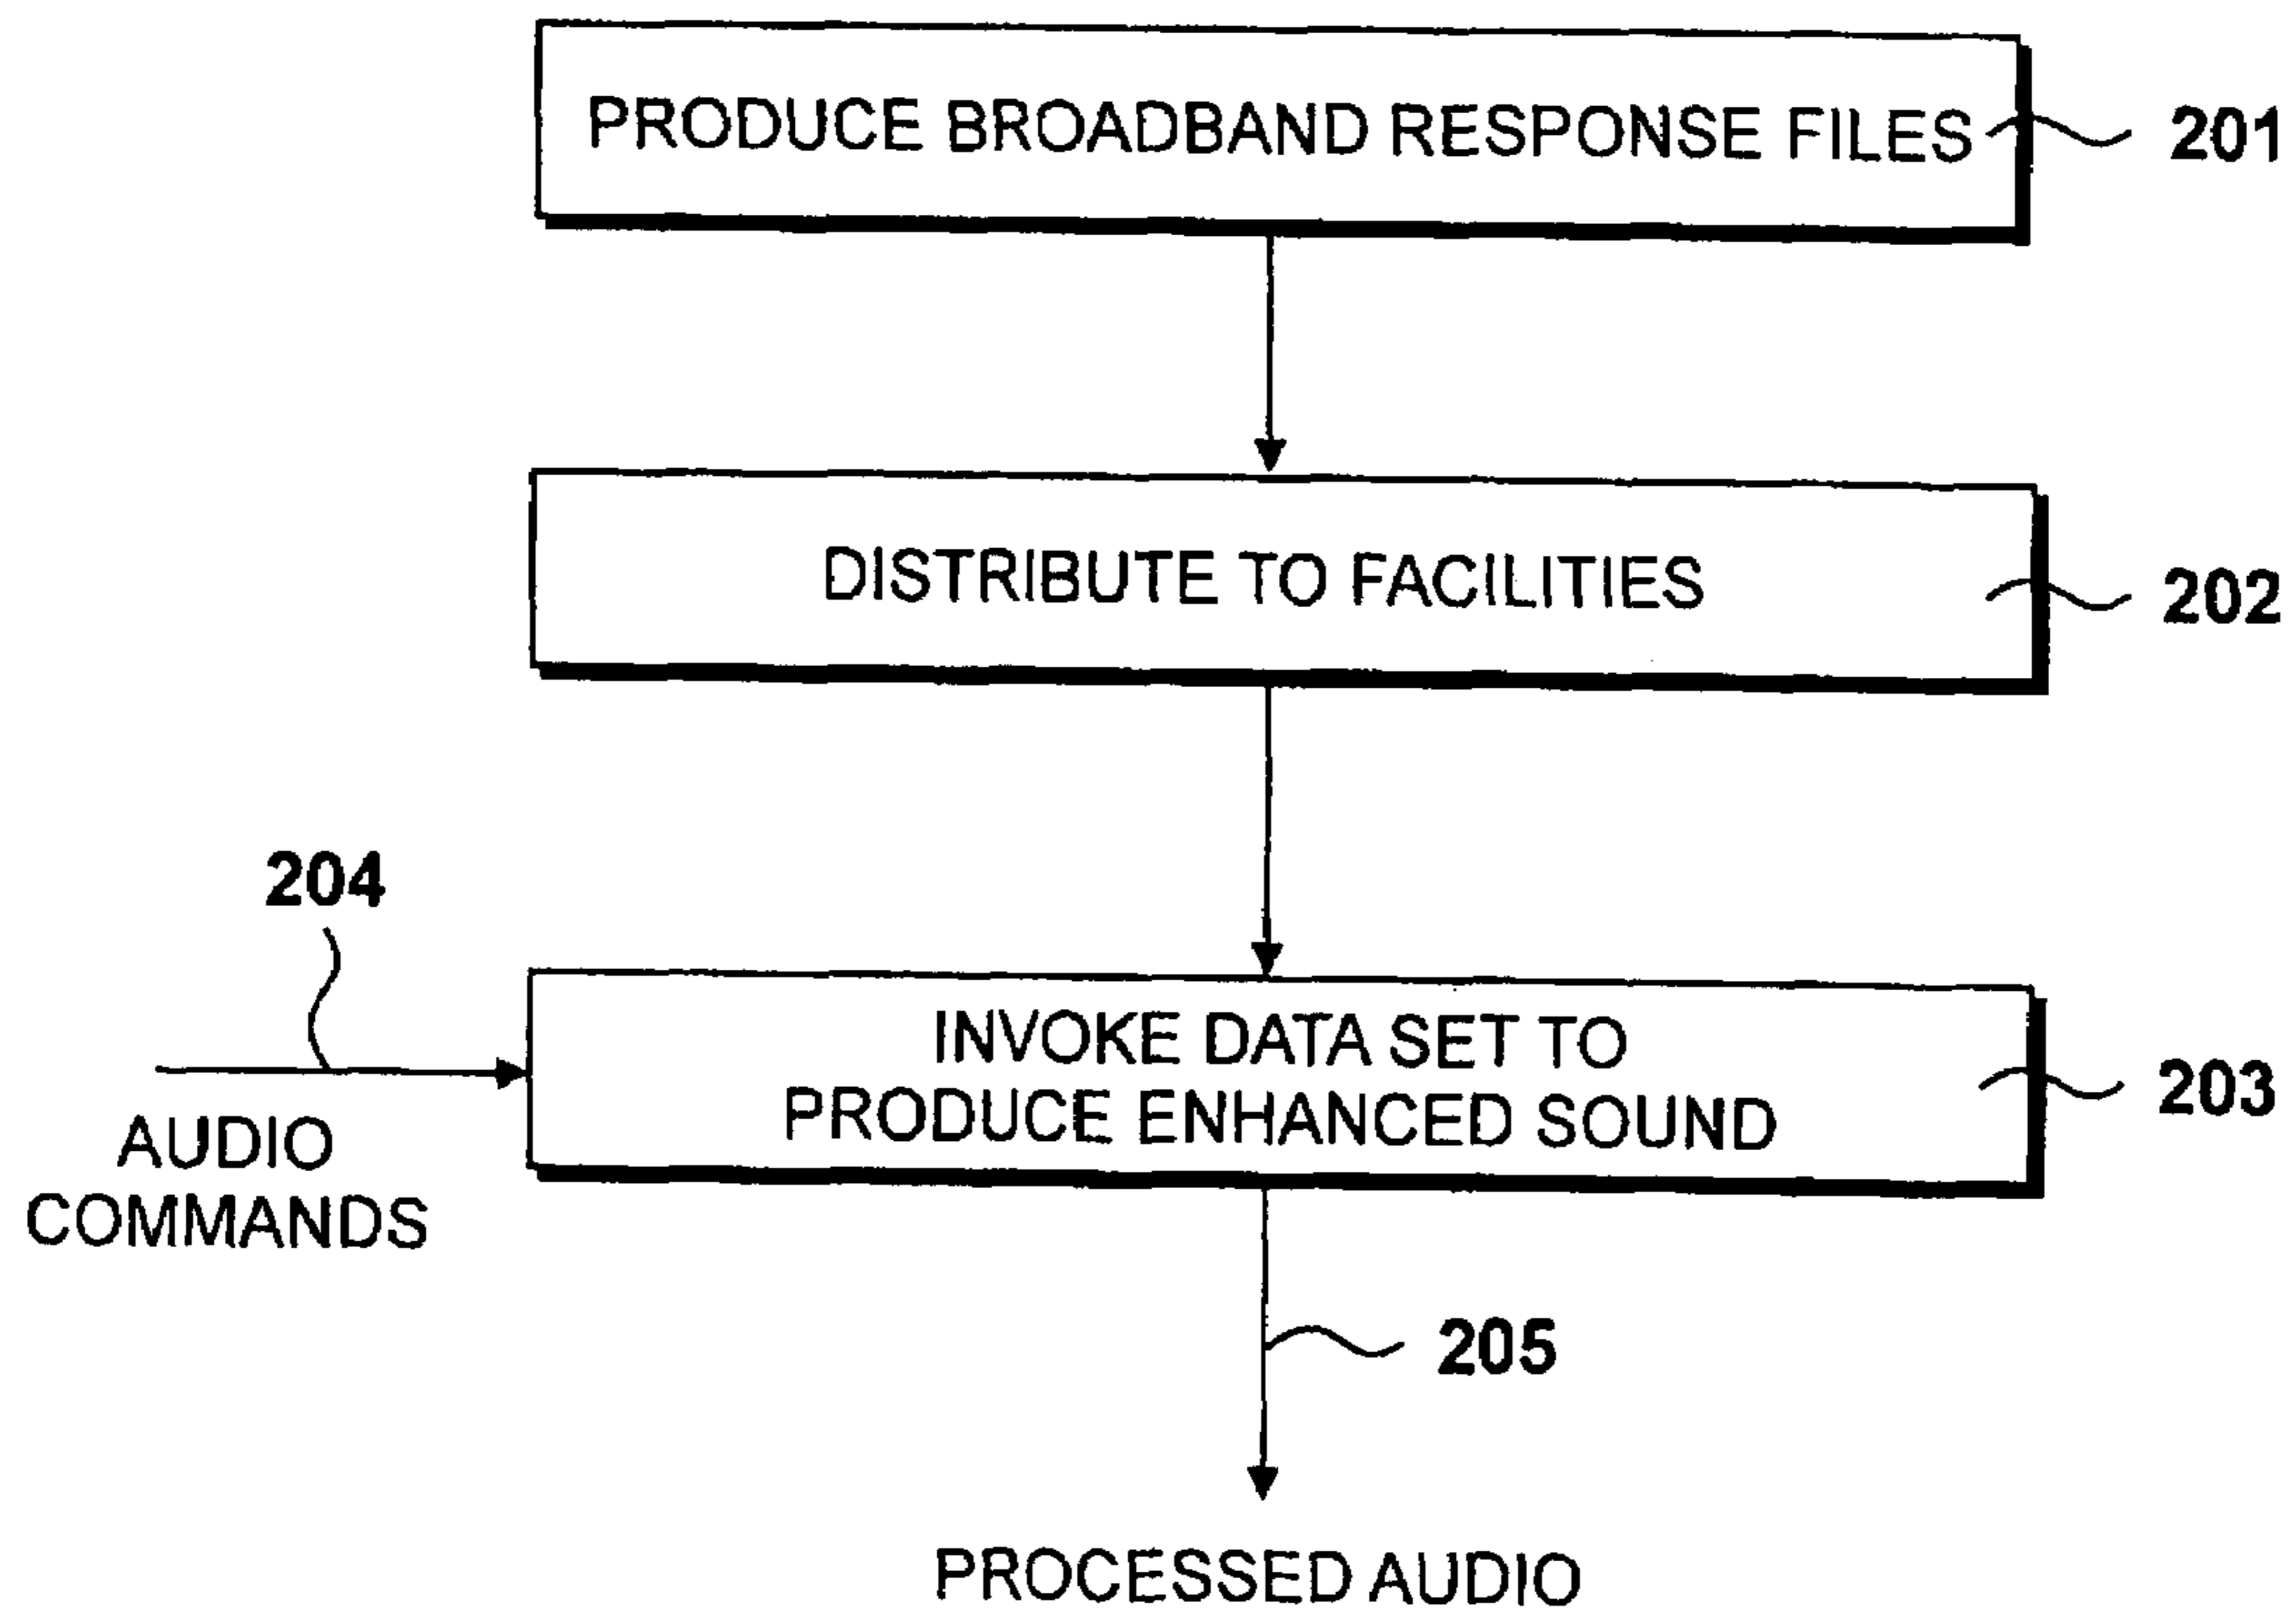 PRODUCE BROADBAND RESPONSE FILES
201
DISTRIBUTE TO FACILITIES
202
204
INVOKE DATA SET TO
PRODUCE ENHANCED SOUND
203
AUDIO
COMMANDS
205
PROCESSED AUDIO